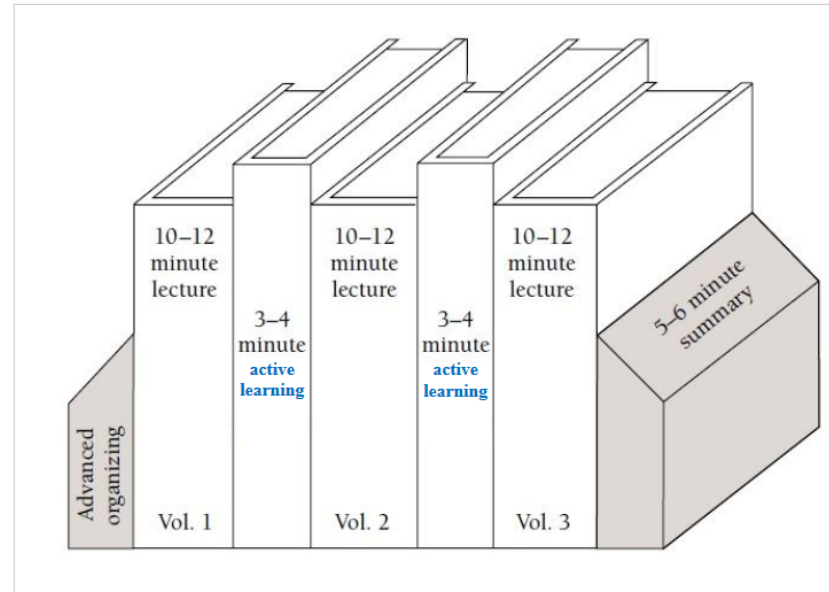 Advanced
organizing
10–12
minute
lecture
Vol. 1
3–4
minute
active
learning
10–12
minute
lecture
Vol. 2
3–4
minute
active
learning
10–12
minute
lecture
Vol. 3
5–6 minute
summary